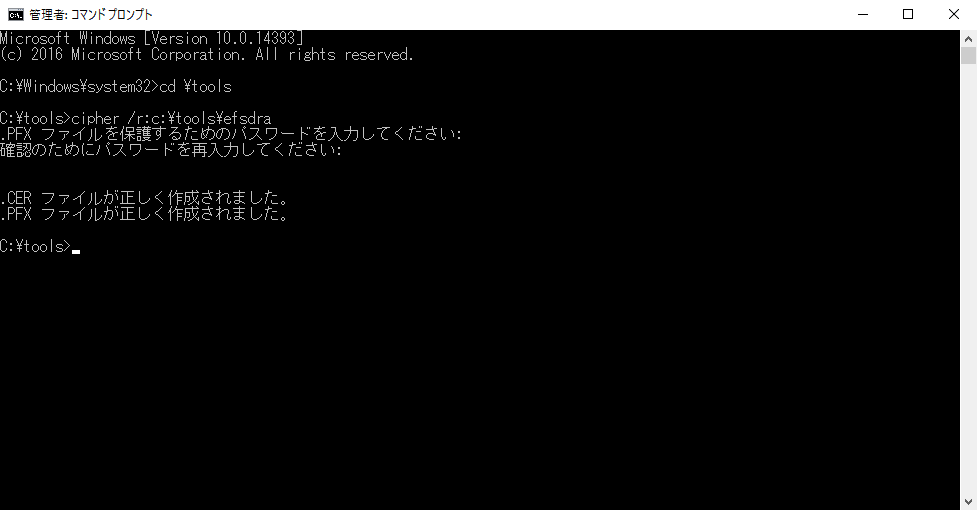 管理者: コマンドプロンプト
Microsoft Windows [Version 10.0.14393]
(c) 2016 Microsoft Corporation. All rights reserved.
C:¥Windows¥system32>cd ¥tools
C:¥tools>cipher /r:c:¥tools¥efsdra
.PFX ファイルを保護するためのパスワードを入力してください:
確認のためにパスワードを再入力してください:
.CER ファイルが正しく作成されました。
.PFX ファイルが正しく作成されました。
C:¥tools>